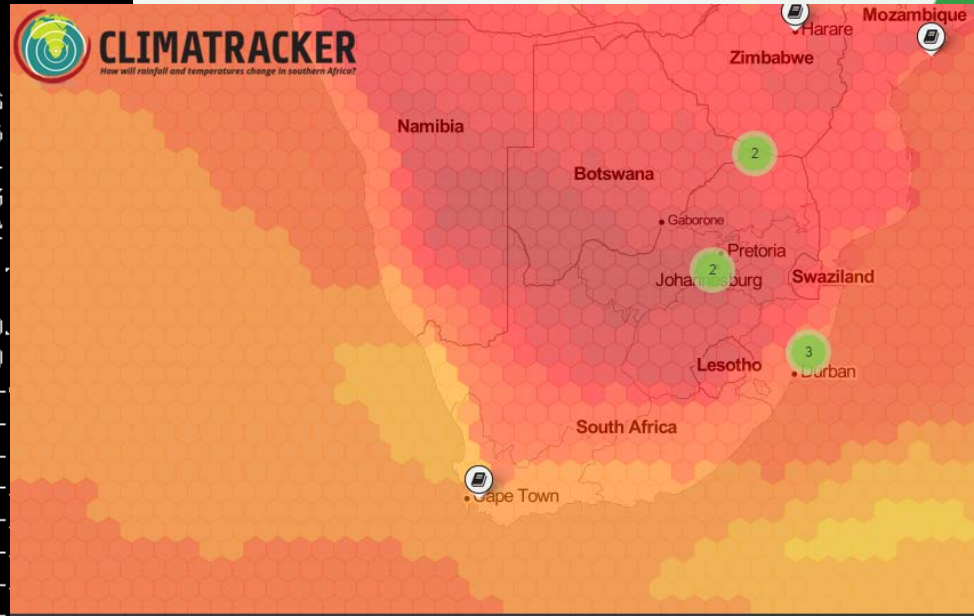 CLIMATRACKER
How will rainfall and temperatures change in southern Africa?
Mozambique
Harare
Zimbabwe
Namibia
2
Botswana
Gaborone
Pretoria
2
Johannesburg
Swaziland
3
Lesotho
Durban
South Africa
Cape Town